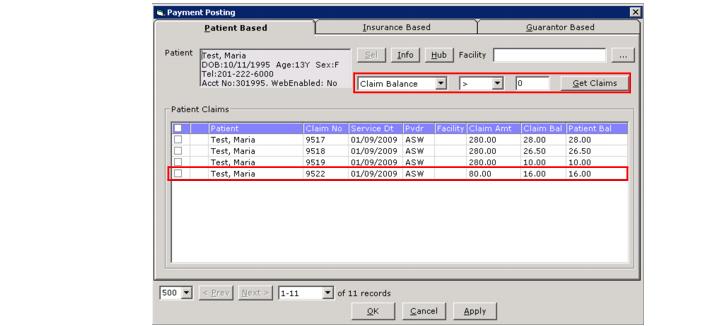 Payment Posting
Patient Based Insurance Based Guarantor Based
Patient Test, Maria
DOB:10/11/1995 Age:13Y Sex:F
Tel:201-222-6000
Acct No:301995, WebEnabled: No
Sel Info Hub Facility ...
Claim Balance > 0 Get Claims
Patient Claims
Patient Claim No Service Dt Pvdr Facility Claim Amt Claim Bal Patient Bal
Test, Maria 9517 01/09/2009 ASW 280.00 28.00 28.00
Test, Maria 9518 01/09/2009 ASW 280.00 26.50 26.50
Test, Maria 9519 01/09/2009 ASW 280.00 10.00 10.00
Test, Maria 9522 01/09/2009 ASW 80.00 16.00 16.00
500 < Prev Next > 1-11 of 11 records
OK Cancel Apply